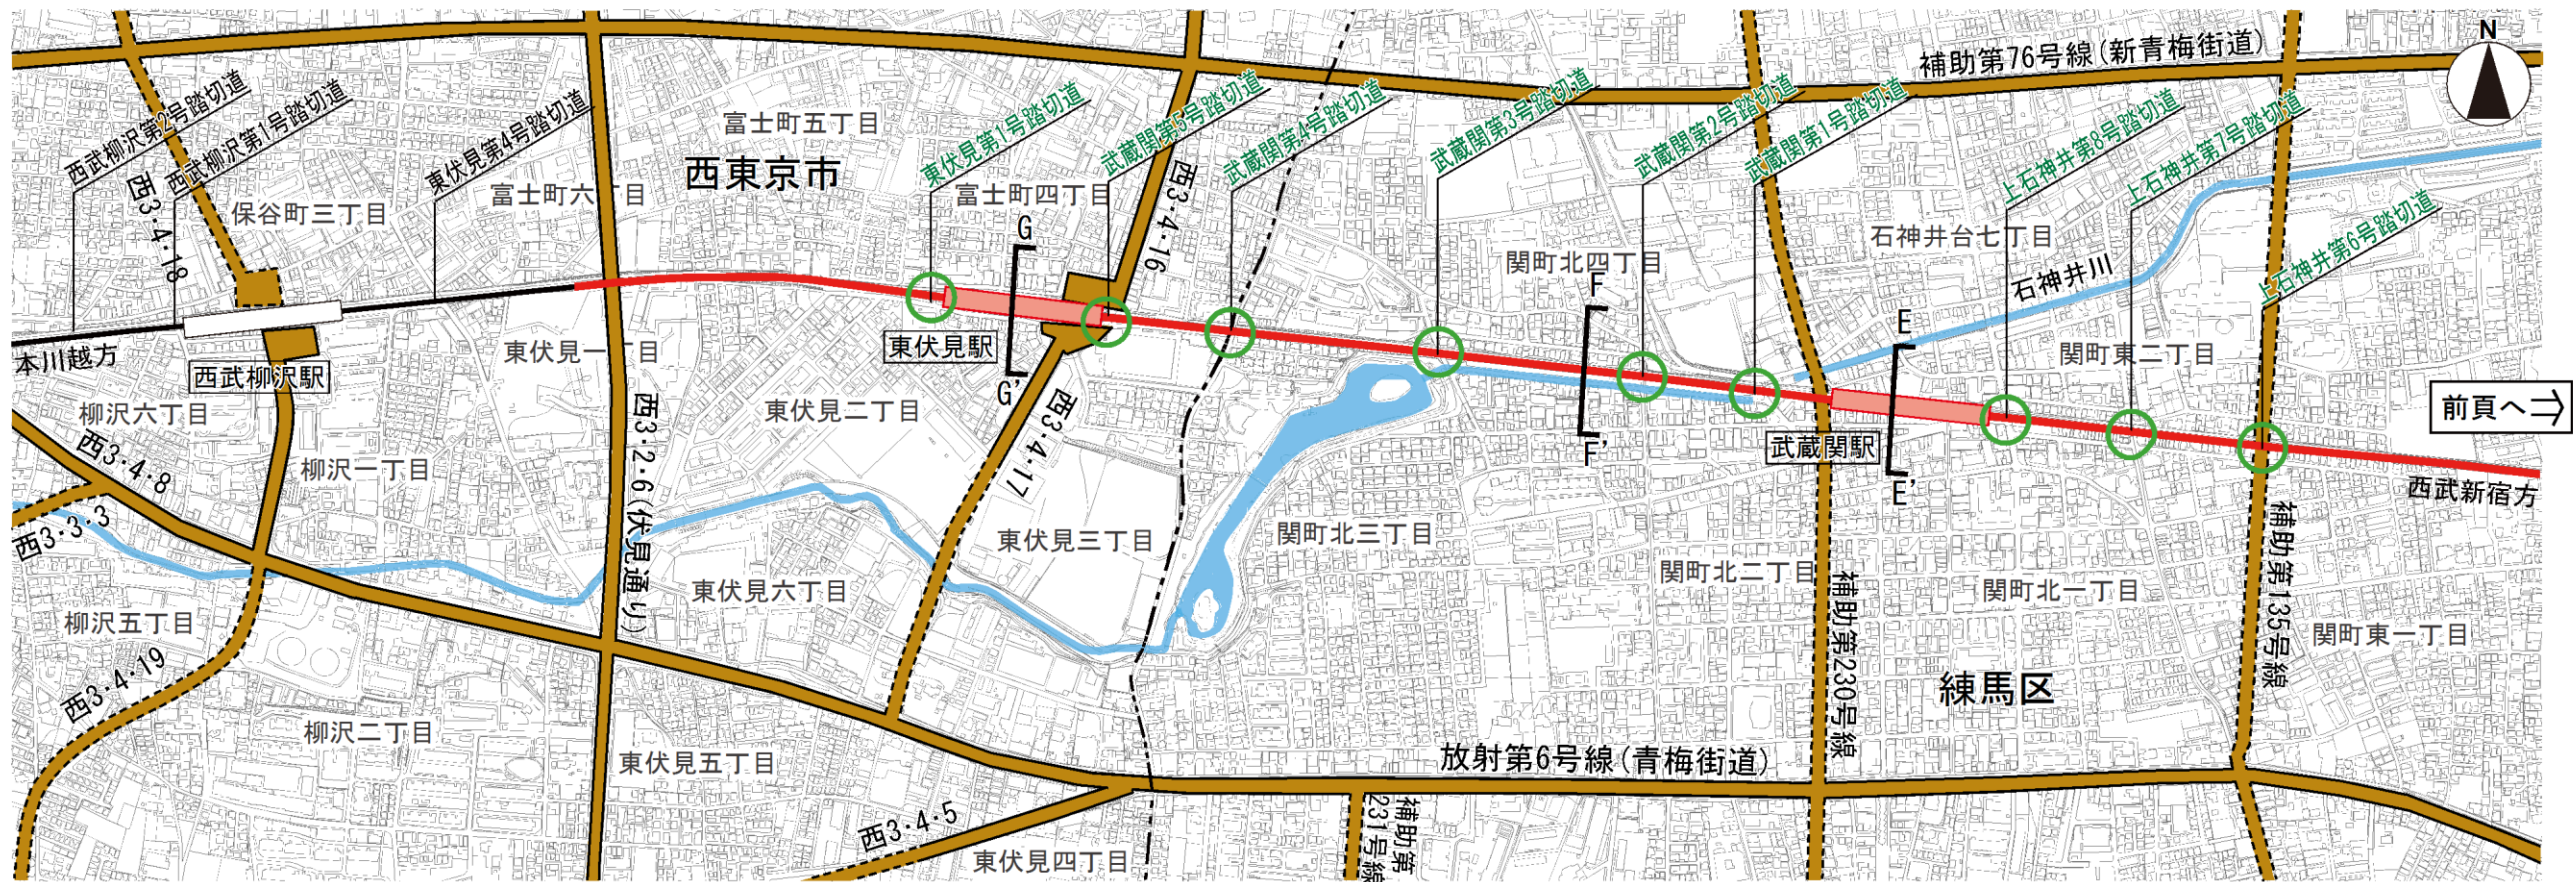 N
補助第76号線(新青梅街道)
西武柳沢第2号踏切道
西武柳沢第1号踏切道
東伏見第4号踏切道
東伏見第1号踏切道
武蔵関第5号踏切道
武蔵関第4号踏切道
武蔵関第3号踏切道
武蔵関第2号踏切道
武蔵関第1号踏切道
上石神井第8号踏切道
上石神井第7号踏切道
上石神井第6号踏切道
富士町五丁目
西東京市
富士町六丁目
富士町四丁目
保谷町三丁目
西3・4・18
西3・4・16
G
関町北四丁目
F
石神井台七丁目
石神井川
E
本川越方
西武柳沢駅
東伏見一丁目
東伏見駅
G'
関町東二丁目
前頁へ⇒
柳沢六丁目
西3・4・8
柳沢一丁目
西3・2・6(伏見通り)
東伏見二丁目
西3・4・17
F'
武蔵関駅
E'
西武新宿方
西3・3・3
東伏見三丁目
関町北三丁目
補助第135号線
柳沢五丁目
東伏見六丁目
関町北二丁目
補助第230号線
関町北一丁目
関町東一丁目
西3・4・19
練馬区
柳沢二丁目
東伏見五丁目
放射第6号線(青梅街道)
西3・4・5
東伏見四丁目
補助第
231号線